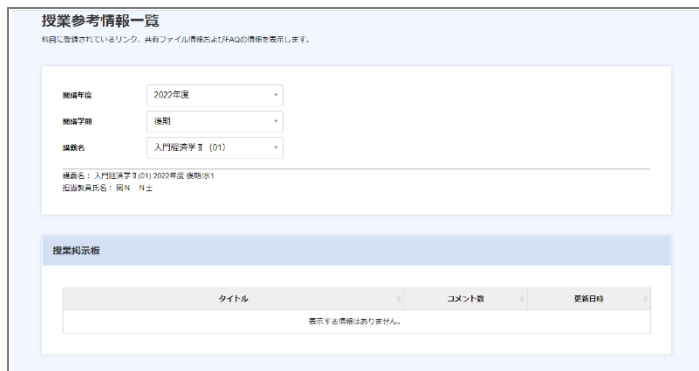 授業参考情報一覧
科目に登録されているリンク、共有ファイル情報およびFAQの情報を表示します。
開講年度 2022年度
開講学期 後期
講義名 入門経済学Ⅱ (01)
講義名： 入門経済学Ⅱ(01) 2022年度 後期/水1
担当教員氏名： 岡N N士
授業掲示板
タイトル コメント数 更新日時
表示する情報はありません。